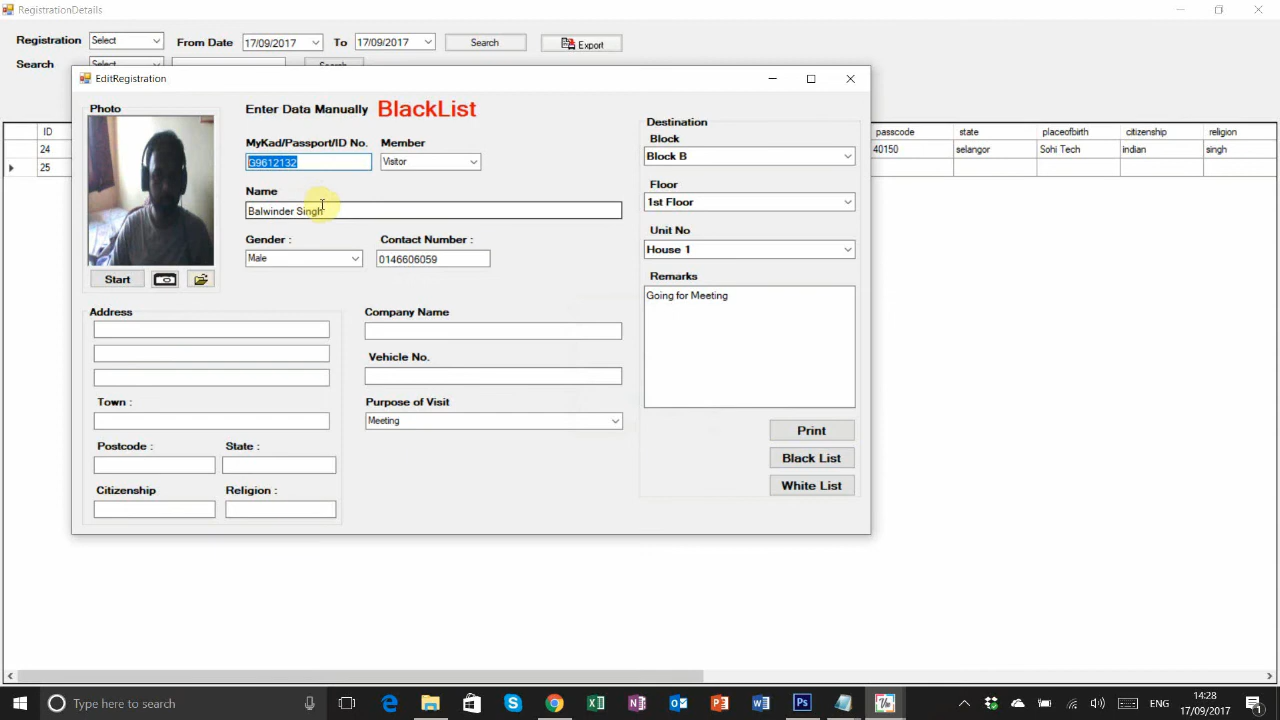 RegistrationDetails
Registration Select From Date 17/09/2017 To 17/09/2017 Search Export
Search Select Search
EditRegistration
Photo
Enter Data Manually BlackList
MyKad/Passport/ID No. Member
G9612132 Visitor
Name
Balwinder Singh
Gender : Contact Number :
Male 0146606059
Start
Address
Town :
Postcode : State :
Citizenship Religion :
Company Name
Vehicle No.
Purpose of Visit
Meeting
Destination
Block
Block B
Floor
1st Floor
Unit No
House 1
Remarks
Going for Meeting
Print
Black List
White List
ID passcode state placeofbirth citizenship religion
24 40150 selangor Sohi Tech indian singh
25
Type here to search
ENG
14:28
17/09/2017
1